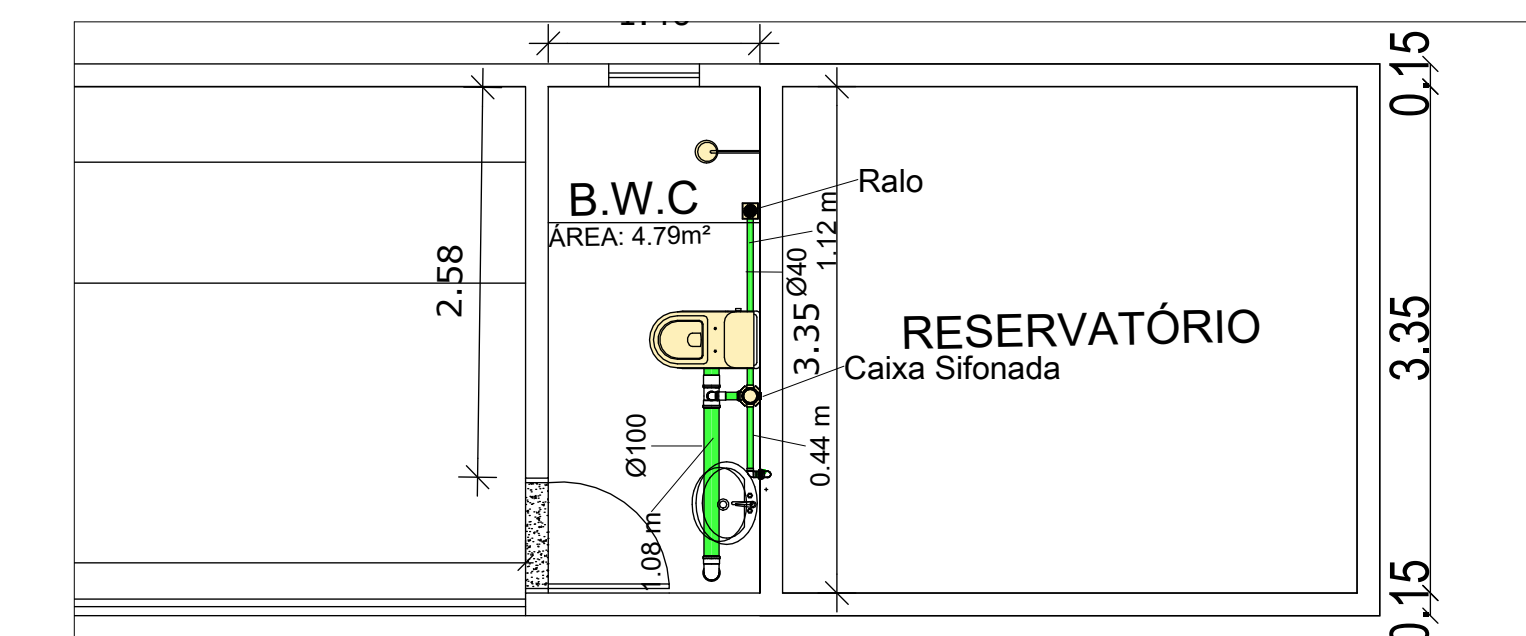 0.15
Ralo
B.W.C
ÁREA: 4.79m²
1.12 m
Ø40
2.58
3.35
RESERVATÓRIO
3.35
Caixa Sifonada
Ø100
0.44 m
1.08 m
0.15